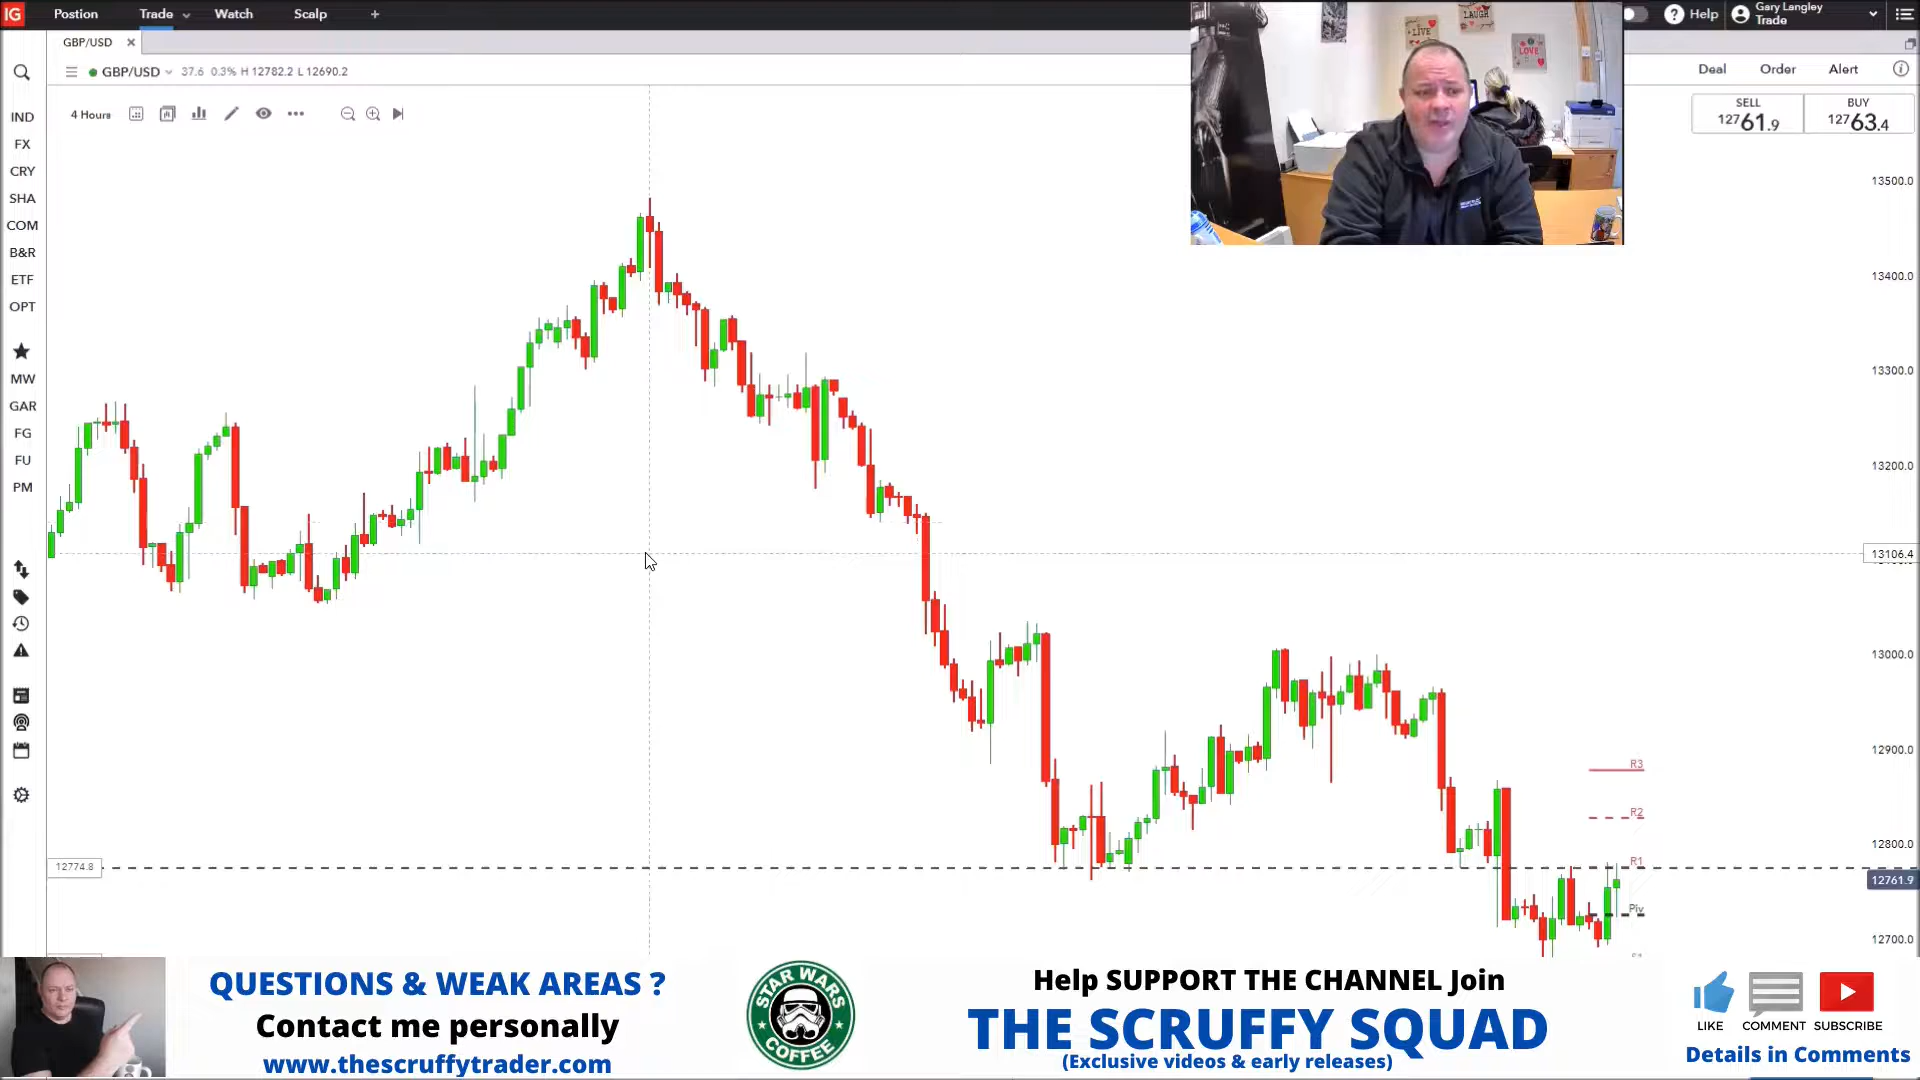 IG Postion Trade Watch Scalp + Help Gary Langley
Trade
GBP/USD
GBP/USD 37.6 0.3% H 12782.2 L 12690.2
Deal Order Alert
4 Hours
SELL
12761.9
BUY
12763.4
IND
FX
CRY
SHA
COM
B&R
ETF
OPT
MW
GAR
FG
FU
PM
LIVE
LAUGH
LOVE
13500.0
13400.0
13300.0
13200.0
13106.4
13000.0
12900.0
12800.0
12761.9
12700.0
R3
R2
R1
Piv
12774.8
QUESTIONS & WEAK AREAS ?
Contact me personally
www.thescruffytrader.com
STAR WARS
COFFEE
Help SUPPORT THE CHANNEL Join
THE SCRUFFY SQUAD
(Exclusive videos & early releases)
LIKE COMMENT SUBSCRIBE
Details in Comments